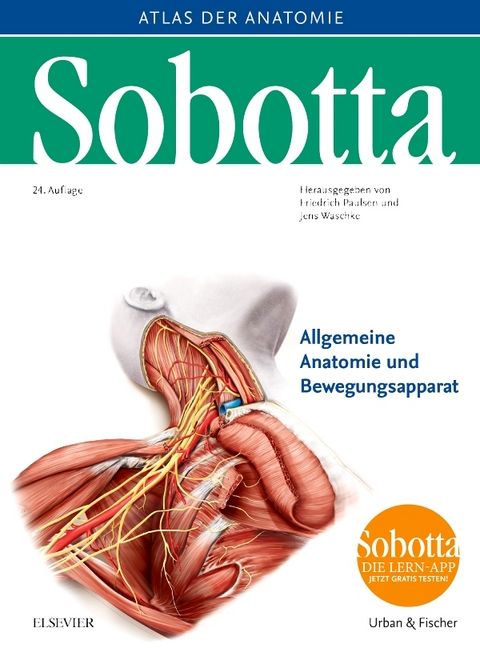 ATLAS DER ANATOMIE
Sobotta
24. Auflage
Herausgegeben von
Friedrich Paulsen und
Jens Waschke
Allgemeine
Anatomie und
Bewegungsapparat
Sobotta
DIE LERN-APP
JETZT GRATIS TESTEN!
ELSEVIER
Urban & Fischer